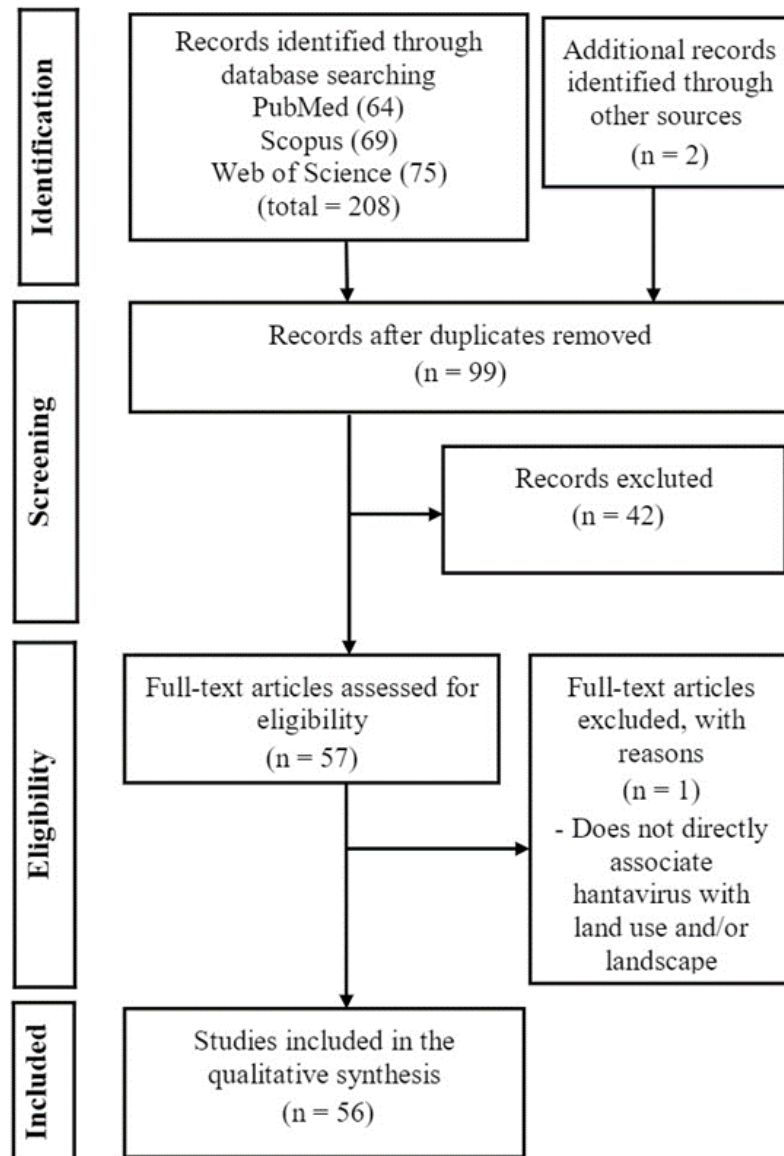 Identification
Records identified through
database searching
PubMed (64)
Scopus (69)
Web of Science (75)
(total = 208)
Additional records
identified through
other sources
(n = 2)
Screening
Records after duplicates removed
(n = 99)
Records excluted
(n = 42)
Eligibility
Full-text articles assessed for
eligibility
(n = 57)
Full-text articles
excluded, with
reasons
(n = 1)
- Does not directly
associate
hantavirus with
land use and/or
landscape
Included
Studies included in the
qualitative synthesis
(n = 56)